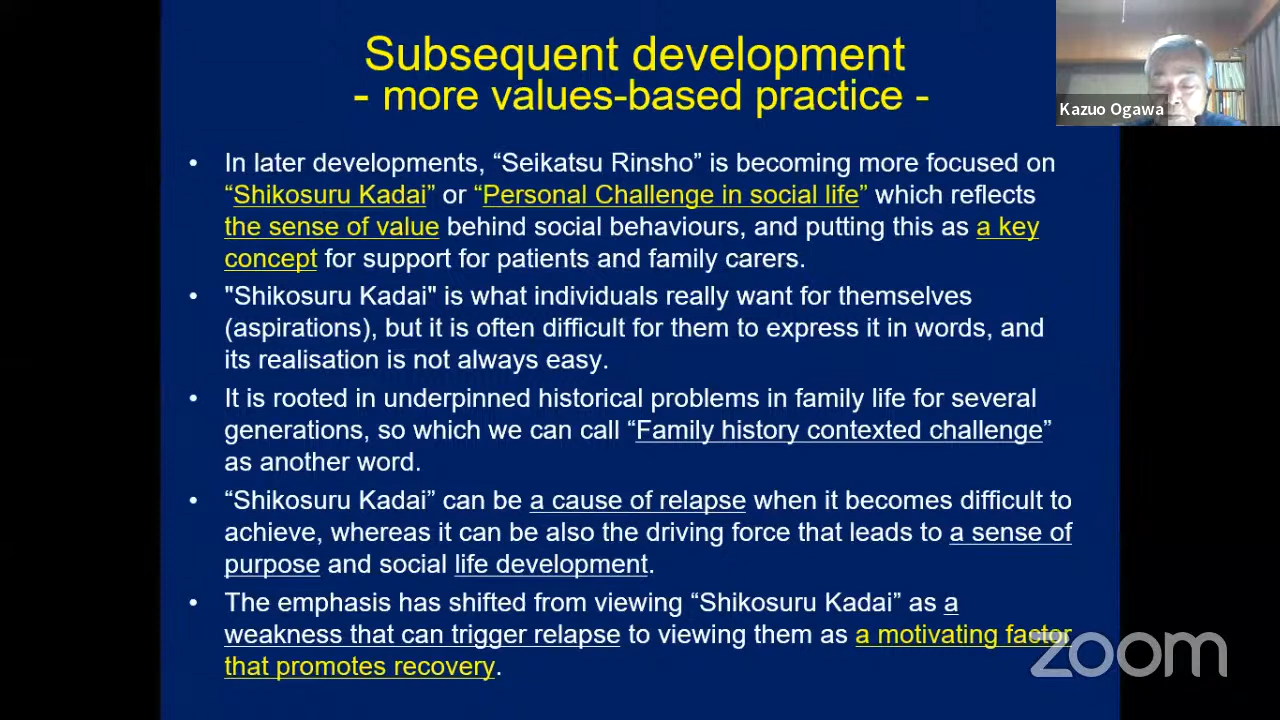 Subsequent development
- more values-based practice -
Kazuo Ogawa
• In later developments, “Seikatsu Rinsho” is becoming more focused on
“Shikosuru Kadai” or “Personal Challenge in social life” which reflects
the sense of value behind social behaviours, and putting this as a key
concept for support for patients and family carers.
• "Shikosuru Kadai" is what individuals really want for themselves
(aspirations), but it is often difficult for them to express it in words, and
its realisation is not always easy.
• It is rooted in underpinned historical problems in family life for several
generations, so which we can call “Family history contexted challenge”
as another word.
• “Shikosuru Kadai” can be a cause of relapse when it becomes difficult to
achieve, whereas it can be also the driving force that leads to a sense of
purpose and social life development.
• The emphasis has shifted from viewing “Shikosuru Kadai” as a
weakness that can trigger relapse to viewing them as a motivating factor
that promotes recovery.
zoom